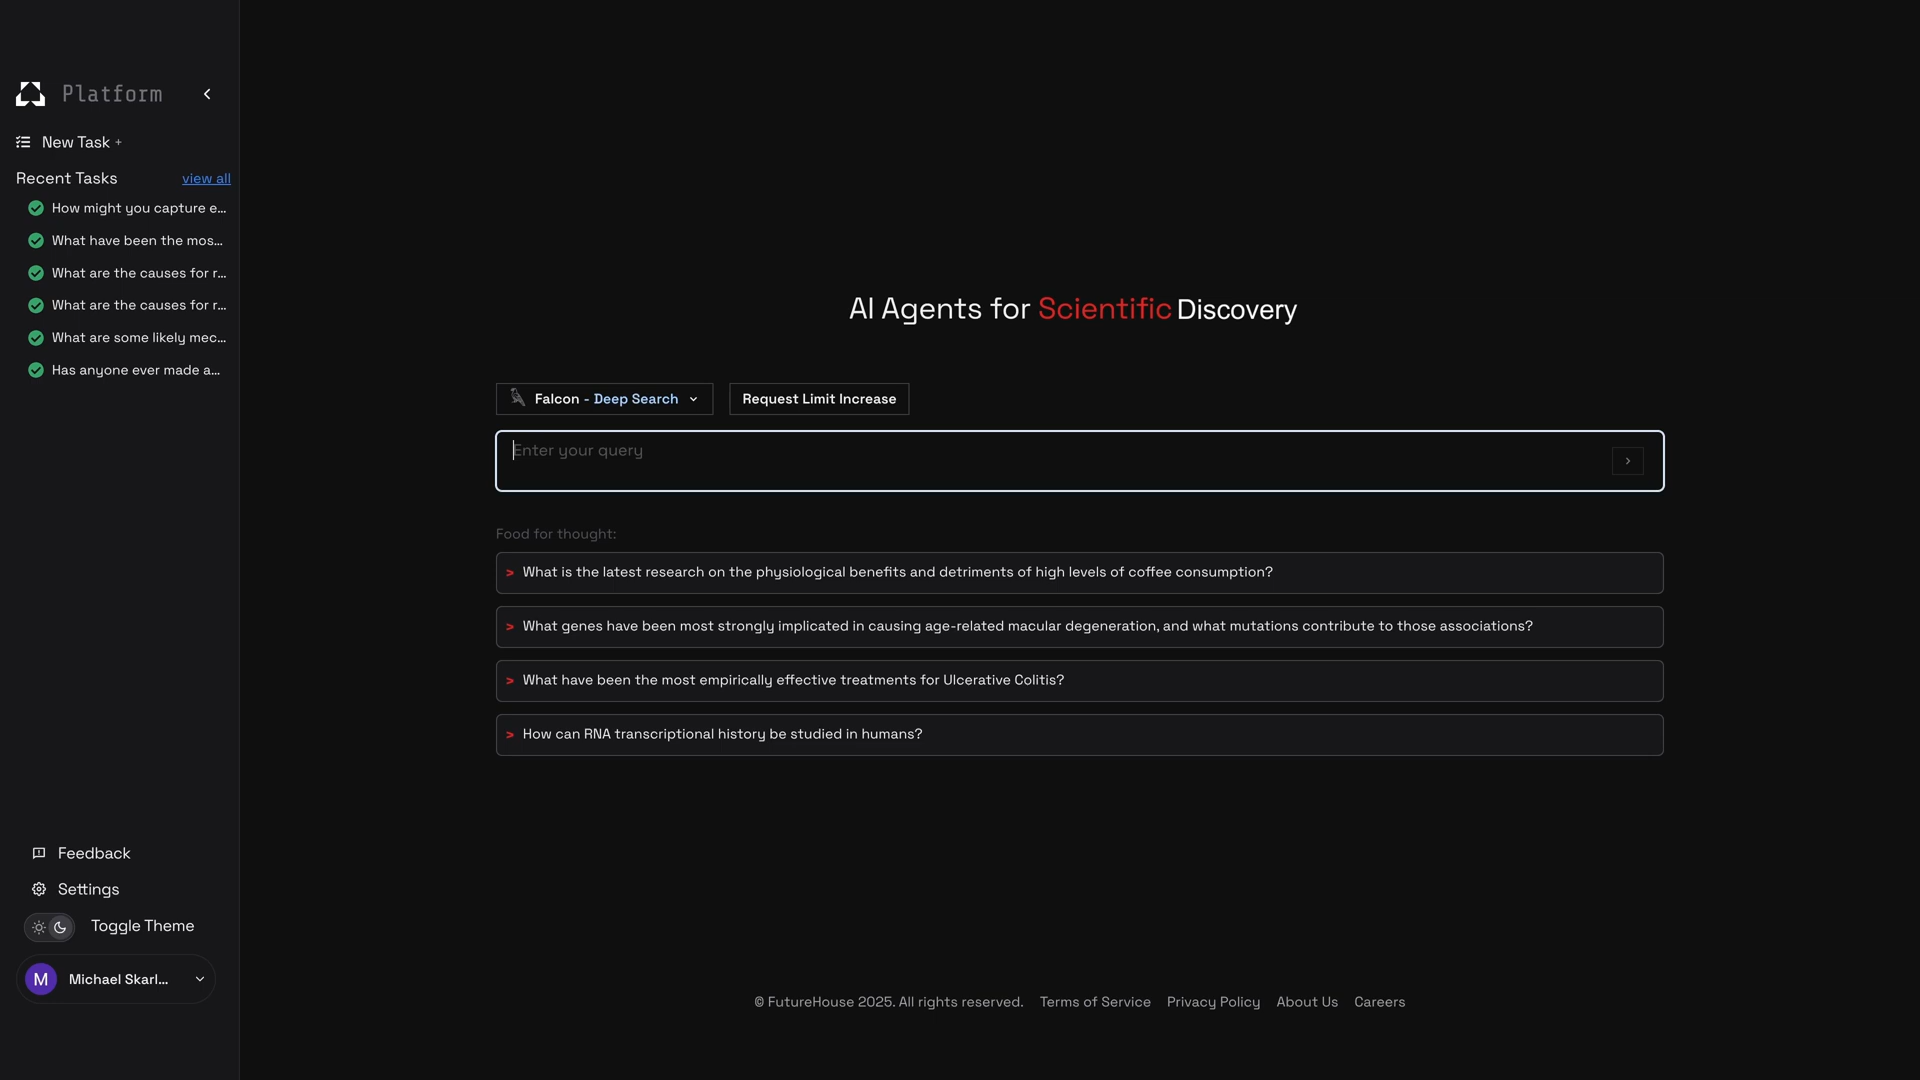 Platform
New Task +
Recent Tasks view all
How might you capture e...
What have been the mos...
What are the causes for r...
What are the causes for r...
What are some likely mec...
Has anyone ever made a...
Feedback
Settings
Toggle Theme
M Michael Skarl...
AI Agents for Scientific Discovery
Falcon - Deep Search
Request Limit Increase
Enter your query
Food for thought:
> What is the latest research on the physiological benefits and detriments of high levels of coffee consumption?
> What genes have been most strongly implicated in causing age-related macular degeneration, and what mutations contribute to those associations?
> What have been the most empirically effective treatments for Ulcerative Colitis?
> How can RNA transcriptional history be studied in humans?
© FutureHouse 2025. All rights reserved. Terms of Service Privacy Policy About Us Careers